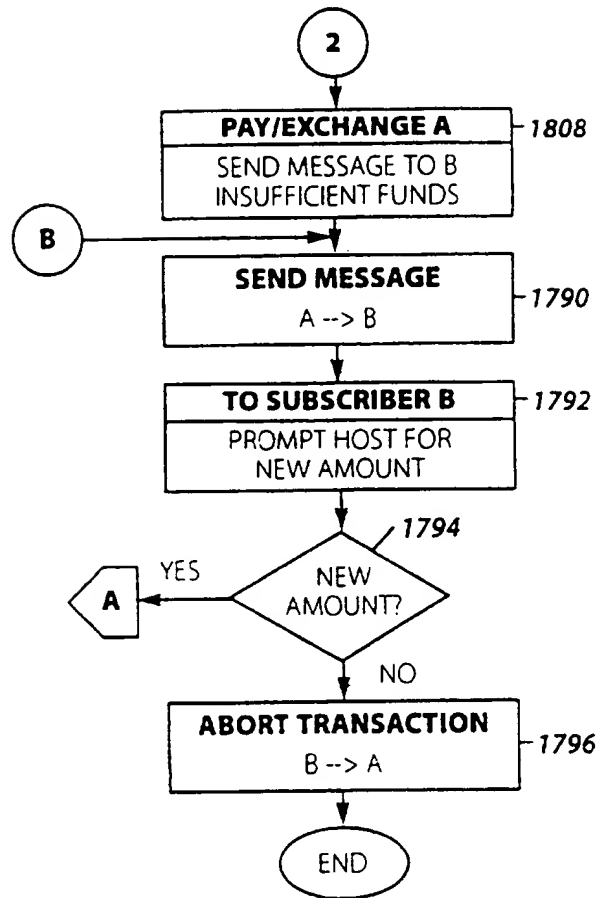 2
PAY/EXCHANGE A
1808
SEND MESSAGE TO B
INSUFFICIENT FUNDS
B
SEND MESSAGE
A --> B
1790
TO SUBSCRIBER B
1792
PROMPT HOST FOR
NEW AMOUNT
1794
YES
A
NEW
AMOUNT?
NO
ABORT TRANSACTION
B --> A
1796
END